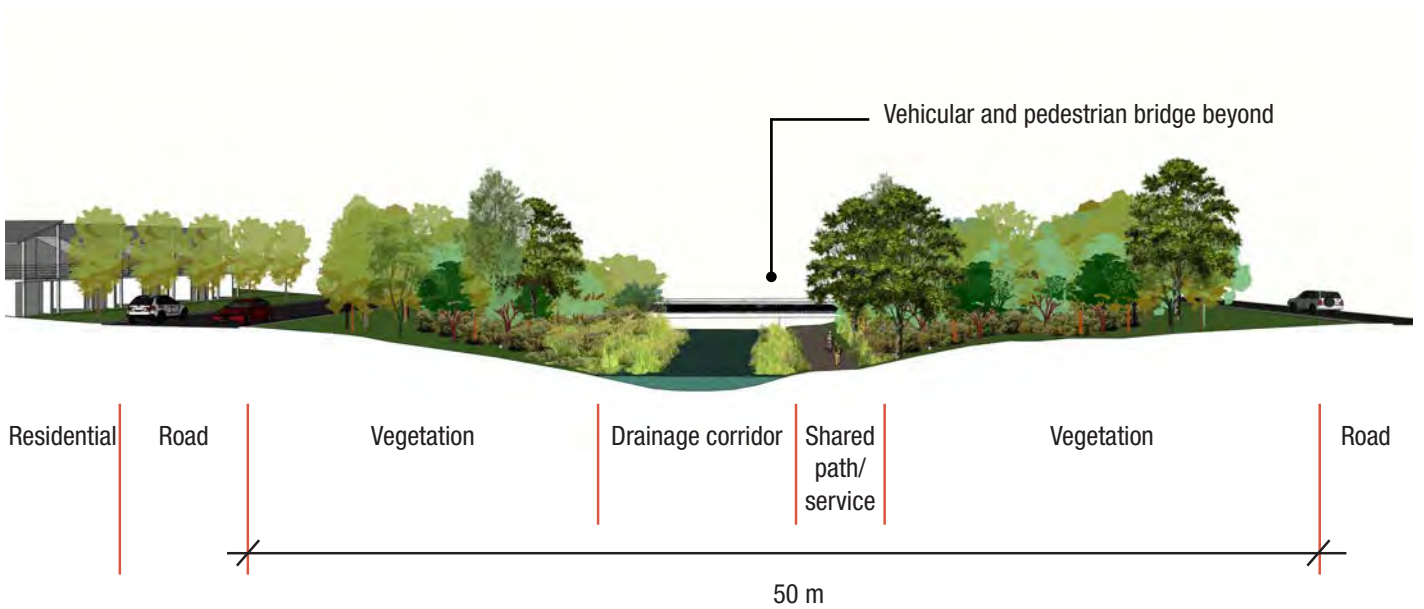 Vehicular and pedestrian bridge beyond
Residential
Road
Vegetation
Drainage corridor
Shared
path/
service
Vegetation
Road
50 m